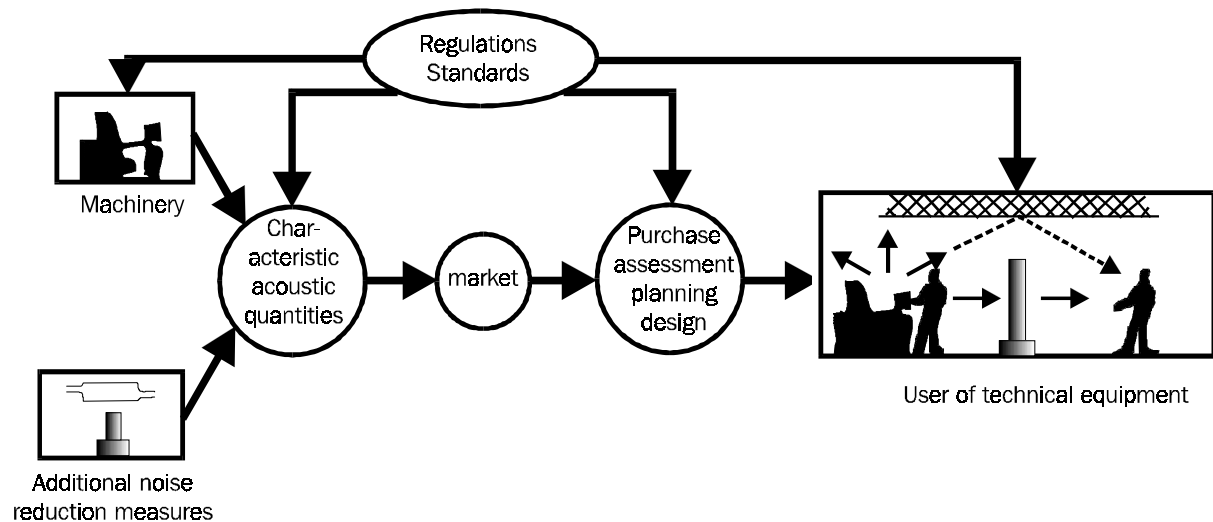 Regulations
Standards
Machinery
Char-
acteristic
acoustic
quantities
market
Purchase
assessment
planning
design
User of technical equipment
Additional noise
reduction measures